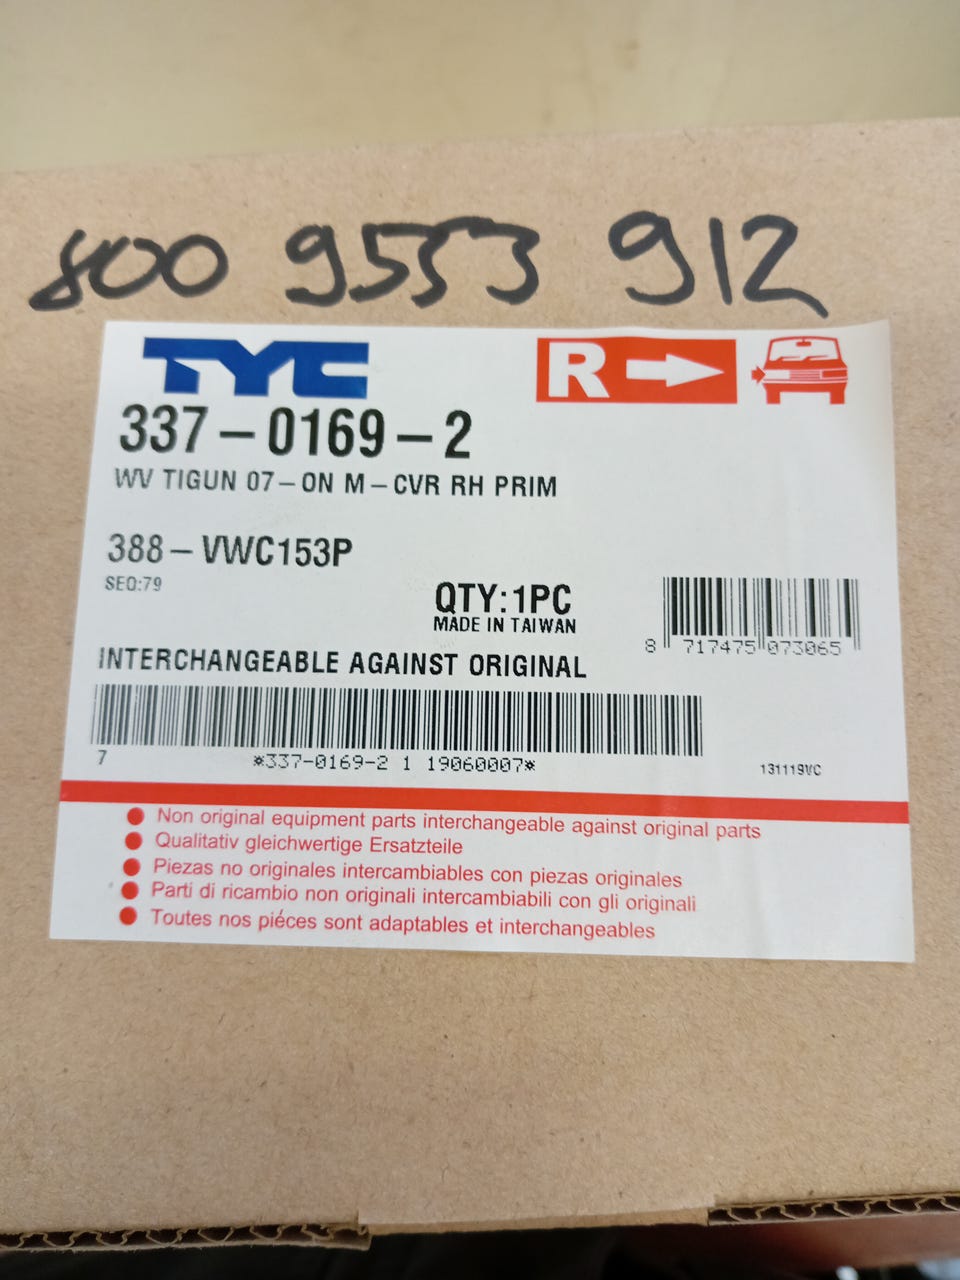 800 9553 912
TYC
R
337-0169-2
WV TIGUN 07-ON M-CVR RH PRIM
388-VWC153P
SEQ:79
QTY:1PC
MADE IN TAIWAN
8 717475 073065
INTERCHANGEABLE AGAINST ORIGINAL
7
*337-0169-2 1 19060007*
131119VC
Non original equipment parts interchangeable against original parts
Qualitativ gleichwertige Ersatzteile
Piezas no originales intercambiables con piezas originales
Parti di ricambio non originali intercambiabili con gli originali
Toutes nos piéces sont adaptables et interchangeables